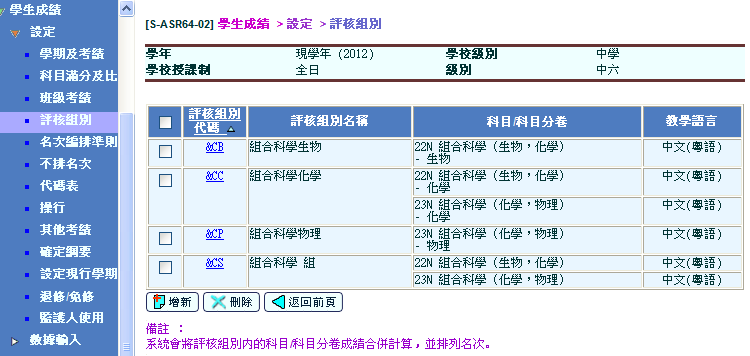 學生成績
設定
學期及考績
科目滿分及比
班級考績
評核組別
名次編排準則
不排名次
代碼表
操行
其他考績
確定綱要
設定現行學期
退修/免修
監護人使用
數據輸入
[S-ASR64-02] 學生成績 > 設定 > 評核組別
學年 現學年 (2012) 學校級別 中學
學校授課制 全日 級別 中六
評核組別 代碼 評核組別名稱 科目/科目分卷 教學語言
&CB 組合科學生物 22N 組合科學 (生物,化學) 中文(粵語)
- 生物
&CC 組合科學化學 22N 組合科學 (生物,化學) 中文(粵語)
- 化學
23N 組合科學 (化學,物理) 中文(粵語)
- 化學
&CP 組合科學物理 23N 組合科學 (化學,物理) 中文(粵語)
- 物理
&CS 組合科學 組 22N 組合科學 (生物,化學) 中文(粵語)
23N 組合科學 (化學,物理) 中文(粵語)
增新 刪除 返回前頁
備註 :
系統會將評核組別內的科目/科目分卷成績合併計算,並排列名次。